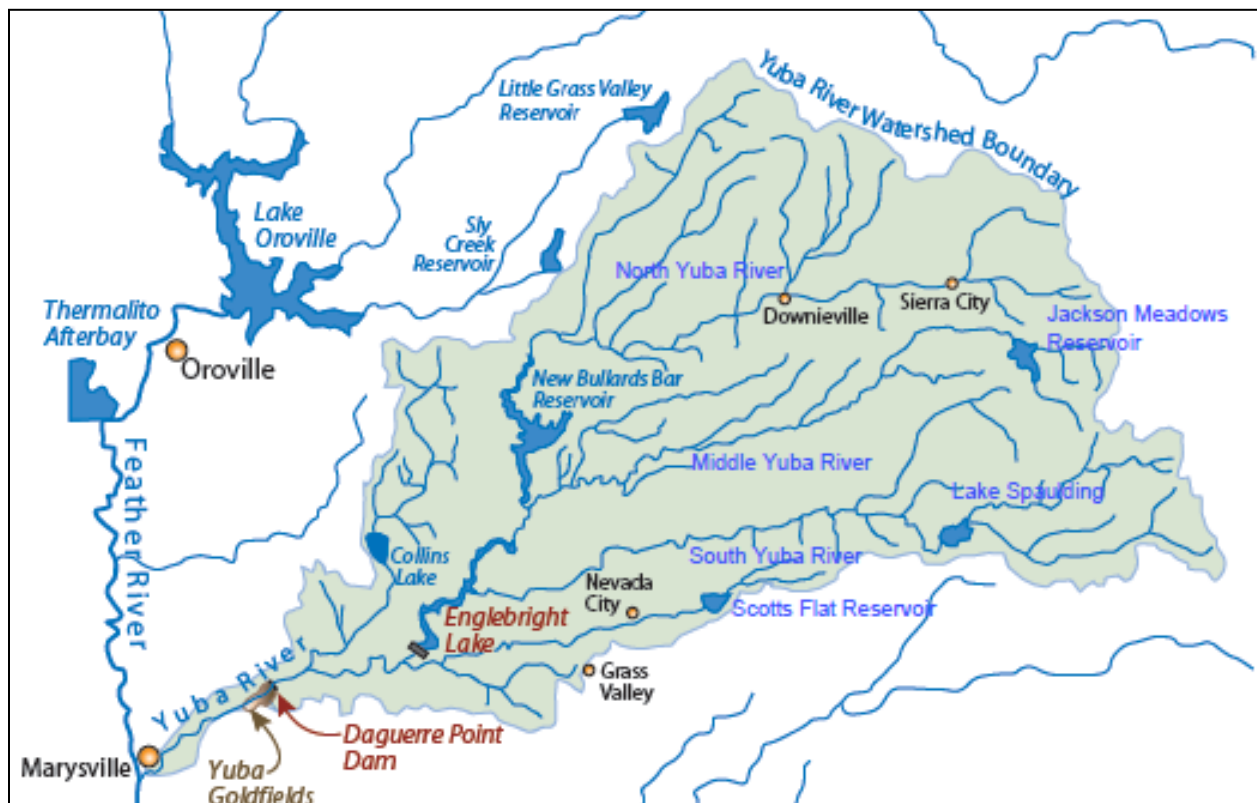 Little Grass Valley
Reservoir
Yuba River Watershed Boundary
Lake
Oroville
Sly
Creek
Reservoir
North Yuba River
Thermalito
Afterbay
Downieville
Sierra City
Jackson Meadows
Reservoir
Oroville
New Bullards Bar
Reservoir
Feather River
Middle Yuba River
Lake Spaulding
Collins
Lake
South Yuba River
Nevada
City
Scotts Flat Reservoir
Englebright
Lake
Yuba River
Grass
Valley
Daguerre Point
Dam
Marysville
Yuba
Goldfields